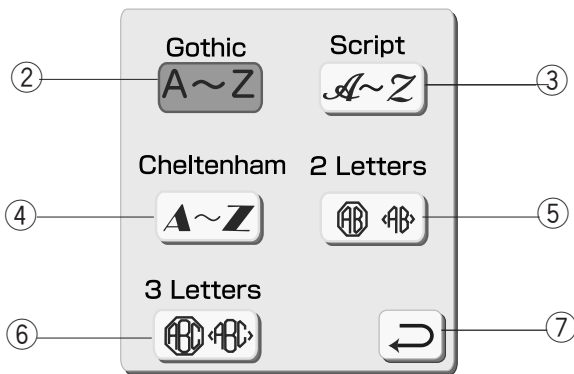 Gothic Script
② A~Z A~Z ③
Cheltenham 2 Letters
④ A~Z AB <AB> ⑤
3 Letters
⑥ ABC <ABC> ⑦